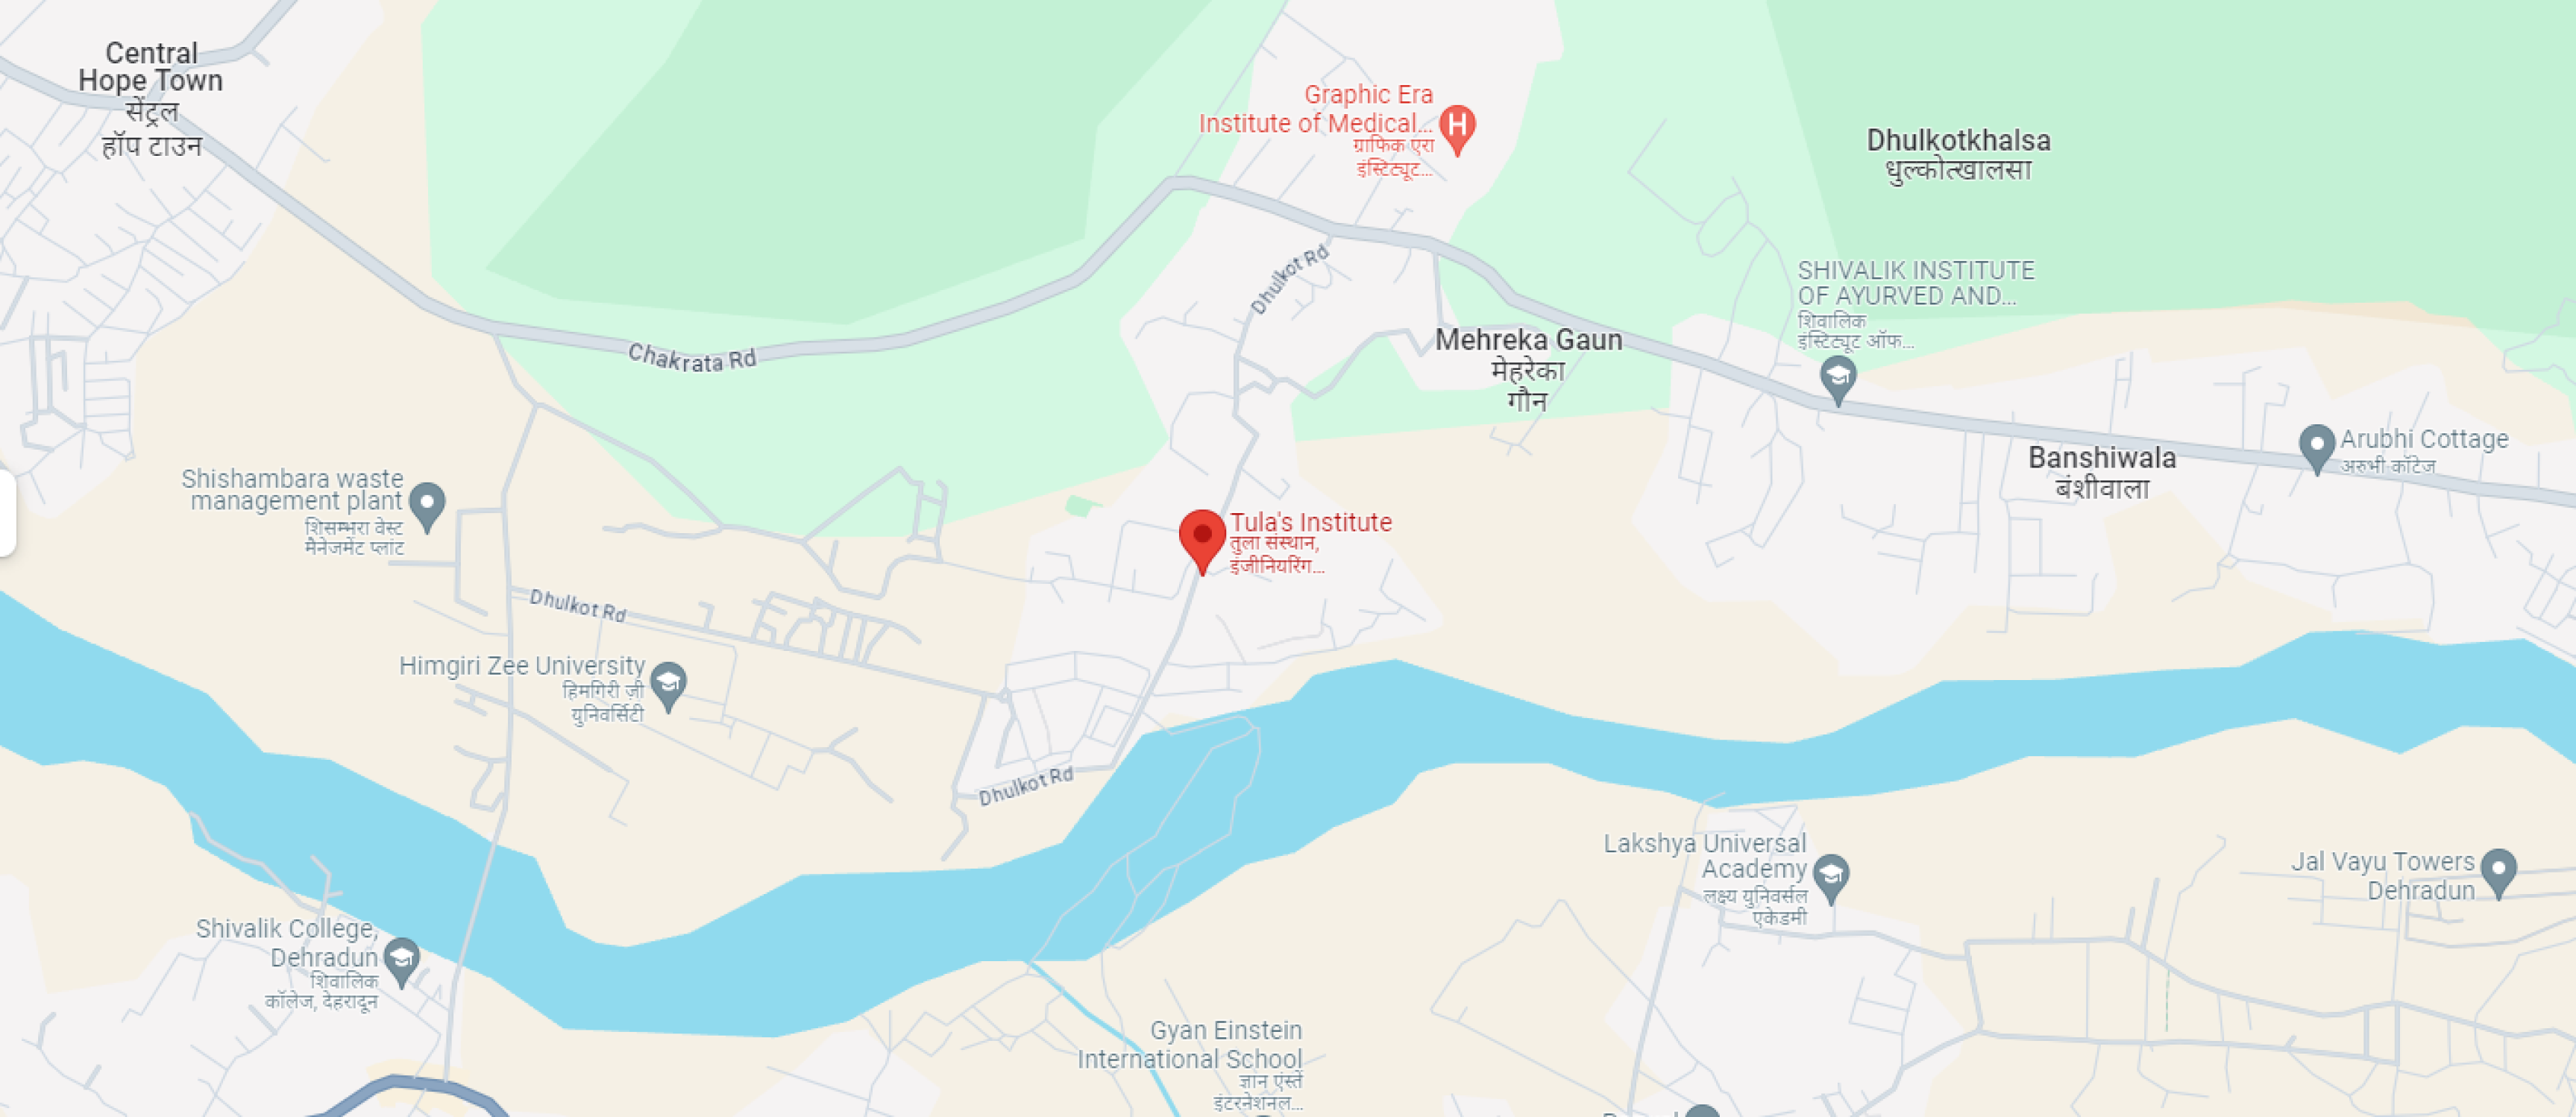 Central
Hope Town
सेंट्रल
हॉप टाउन
Graphic Era
Institute of Medical...
ग्राफिक एरा
इंस्टिट्यूट...
Dhulkotkhalsa
धुल्कोत्खालसा
Dhulkot Rd
SHIVALIK INSTITUTE
OF AYURVED AND...
शिवालिक
इंस्टिट्यूट ऑफ...
Chakrata Rd
Mehreka Gaun
मेहरेका
गौन
Banshiwala
बंशीवाला
Arubhi Cottage
अरुभी कॉटेज
Shishambara waste
management plant
शिसम्भरा वेस्ट
मैनेजमेंट प्लांट
Tula's Institute
तुला संस्थान,
इंजीनियरिंग...
Dhulkot Rd
Himgiri Zee University
हिमगिरी ज़ी
युनिवर्सिटी
Dhulkot Rd
Lakshya Universal
Academy
लक्ष्य युनिवर्सल
एकेडमी
Jal Vayu Towers
Dehradun
Shivalik College,
Dehradun
शिवालिक
कॉलेज, देहरादून
Gyan Einstein
International School
ज्ञान एंस्तें
इंटरनेशनल...